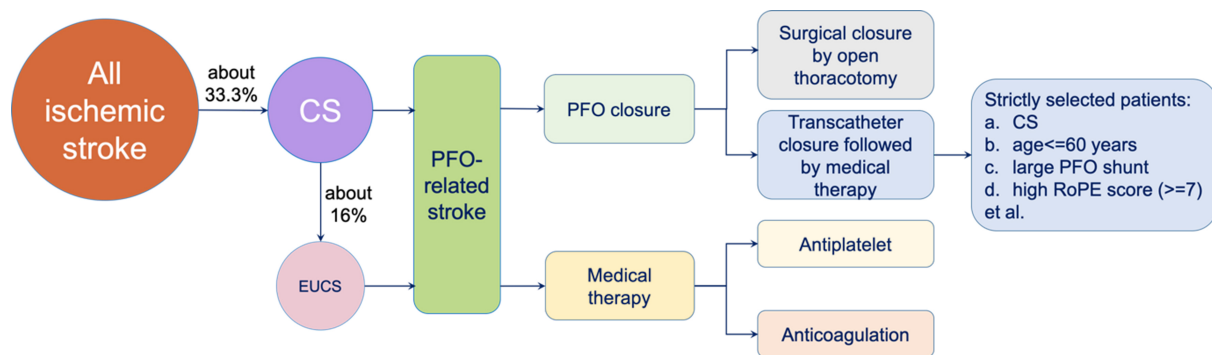 All
ischemic
stroke
about
33.3%
CS
about
16%
EUCS
PFO-
related
stroke
PFO closure
Medical
therapy
Surgical closure
by open
thoracotomy
Transcatheter
closure followed
by medical
therapy
Antiplatelet
Anticoagulation
Strictly selected patients:
a. CS
b. age<=60 years
c. large PFO shunt
d. high RoPE score (>=7)
et al.